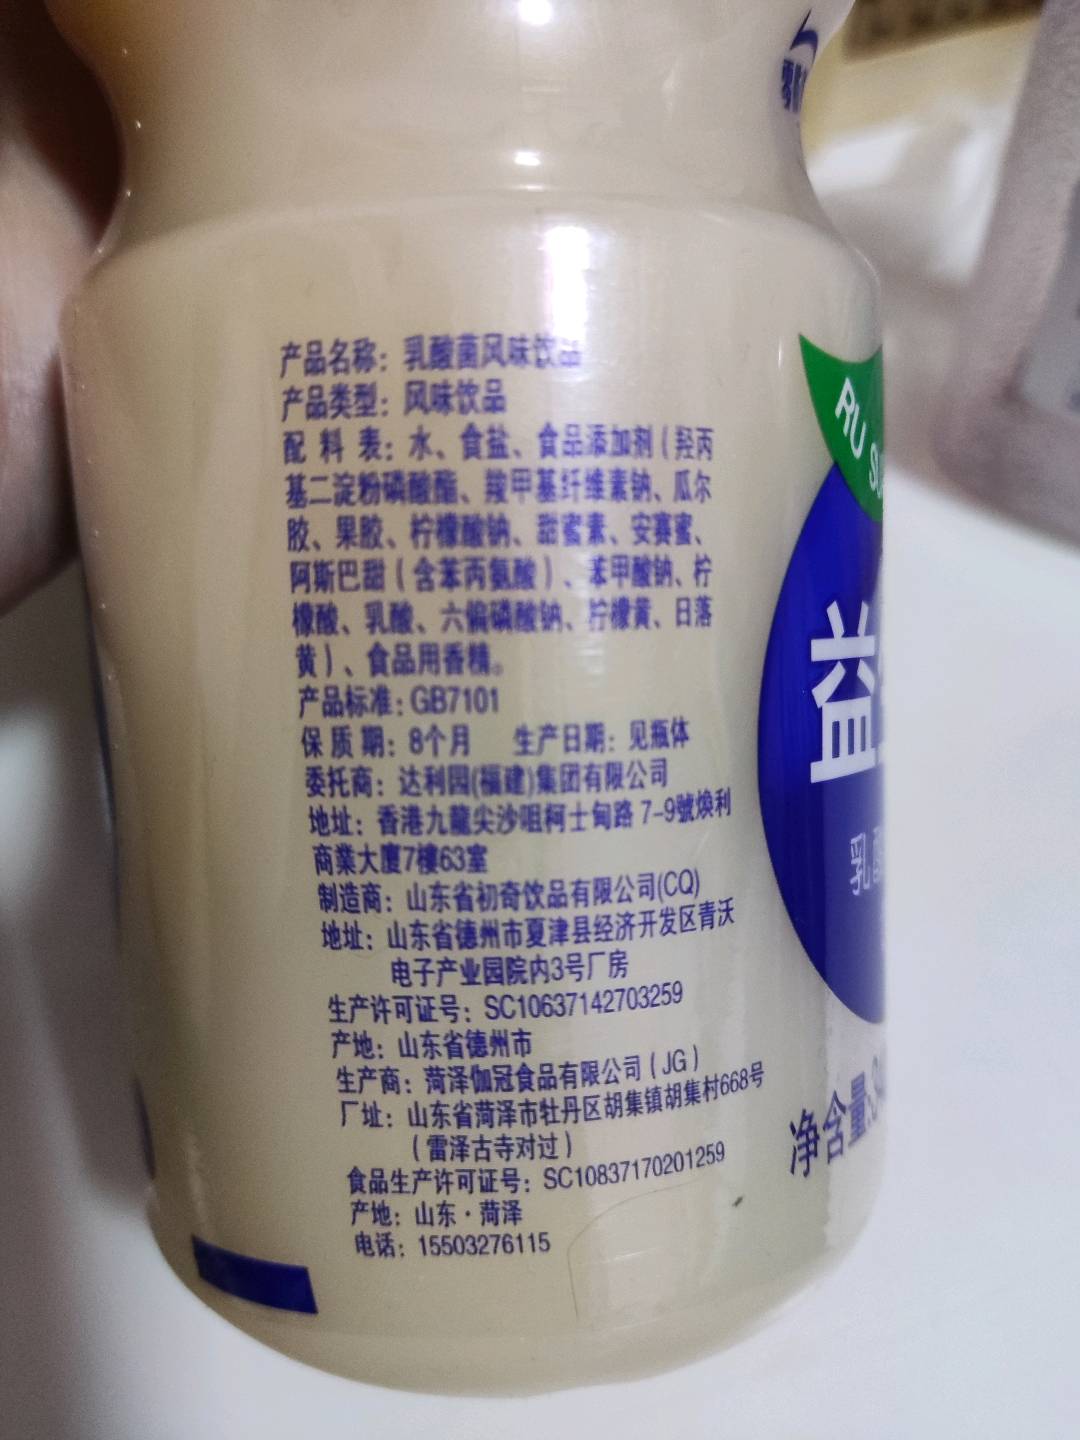 产品名称：乳酸菌风味饮品
产品类型：风味饮品
配 料 表：水、食盐、食品添加剂（羟丙
基二淀粉磷酸酯、羧甲基纤维素钠、瓜尔
胶、果胶、柠檬酸钠、甜蜜素、安赛蜜、
阿斯巴甜（含苯丙氨酸）、苯甲酸钠、柠
檬酸、乳酸、六偏磷酸钠、柠檬黄、日落
黄）、食品用香精。
产品标准：GB7101
保 质 期：8个月 生产日期：见瓶体
委托商：达利园(福建)集团有限公司
地址：香港九龍尖沙咀柯士甸路 7-9號煥利
商業大廈7樓63室
制造商：山东省初奇饮品有限公司(CQ)
地址：山东省德州市夏津县经济开发区青沃
电子产业园院内3号厂房
生产许可证号：SC10637142703259
产地：山东省德州市
生产商：菏泽伽冠食品有限公司（JG）
厂址：山东省菏泽市牡丹区胡集镇胡集村668号
（雷泽古寺对过）
食品生产许可证号：SC10837170201259
产地：山东·菏泽
电话：15503276115
零
RU
益
乳
净含量: